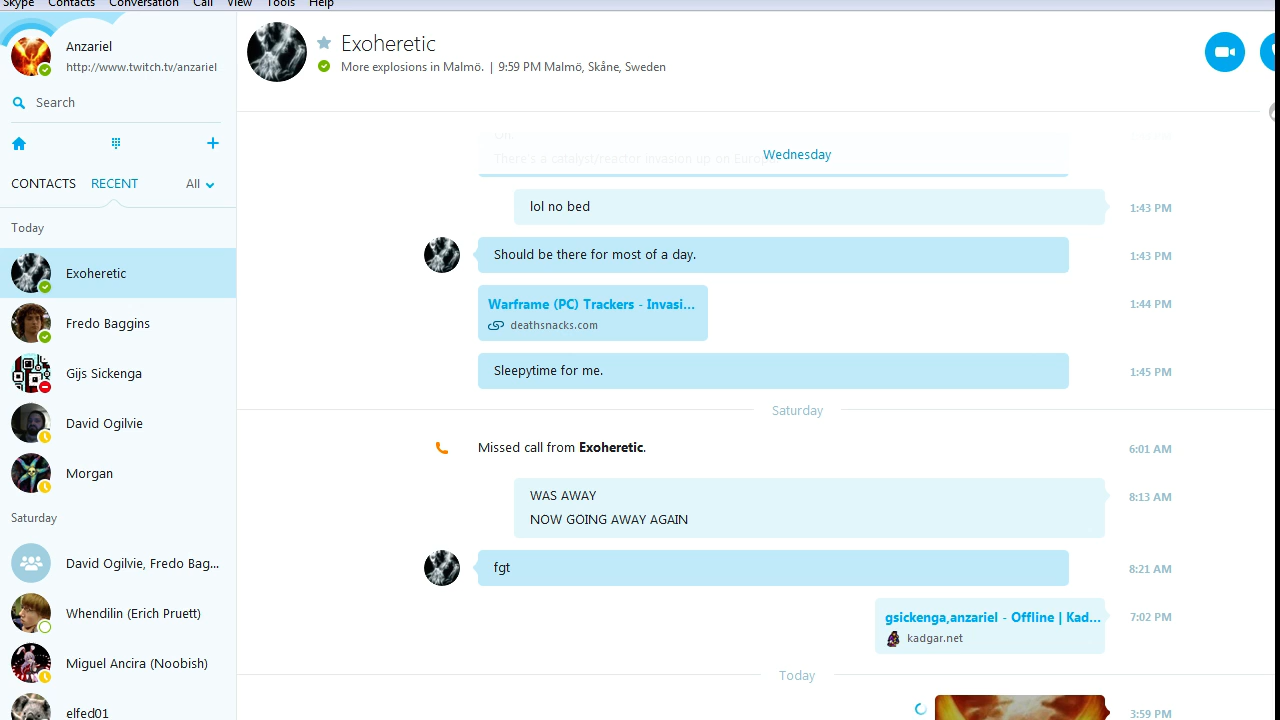 Skype Contacts Conversation Call View Tools Help
Anzariel
http://www.twitch.tv/anzariel
Search
CONTACTS RECENT All
Today
Exoheretic
Fredo Baggins
Gijs Sickenga
David Ogilvie
Morgan
Saturday
David Ogilvie, Fredo Bag...
Whendilin (Erich Pruett)
Miguel Ancira (Noobish)
elfed01
Exoheretic
More explosions in Malmö. | 9:59 PM Malmö, Skåne, Sweden
There's a catalyst/reactor invasion up on
Wednesday
lol no bed
1:43 PM
Should be there for most of a day.
1:43 PM
Warframe (PC) Trackers - Invasi...
1:44 PM
deathsnacks.com
Sleepytime for me.
1:45 PM
Saturday
Missed call from Exoheretic.
6:01 AM
WAS AWAY
8:13 AM
NOW GOING AWAY AGAIN
fgt
8:21 AM
gsickenga,anzariel - Offline | Kad...
7:02 PM
kadgar.net
Today
3:59 PM